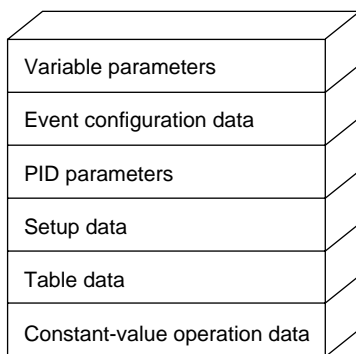 Variable parameters
Event configuration data
PID parameters
Setup data
Table data
Constant-value operation data